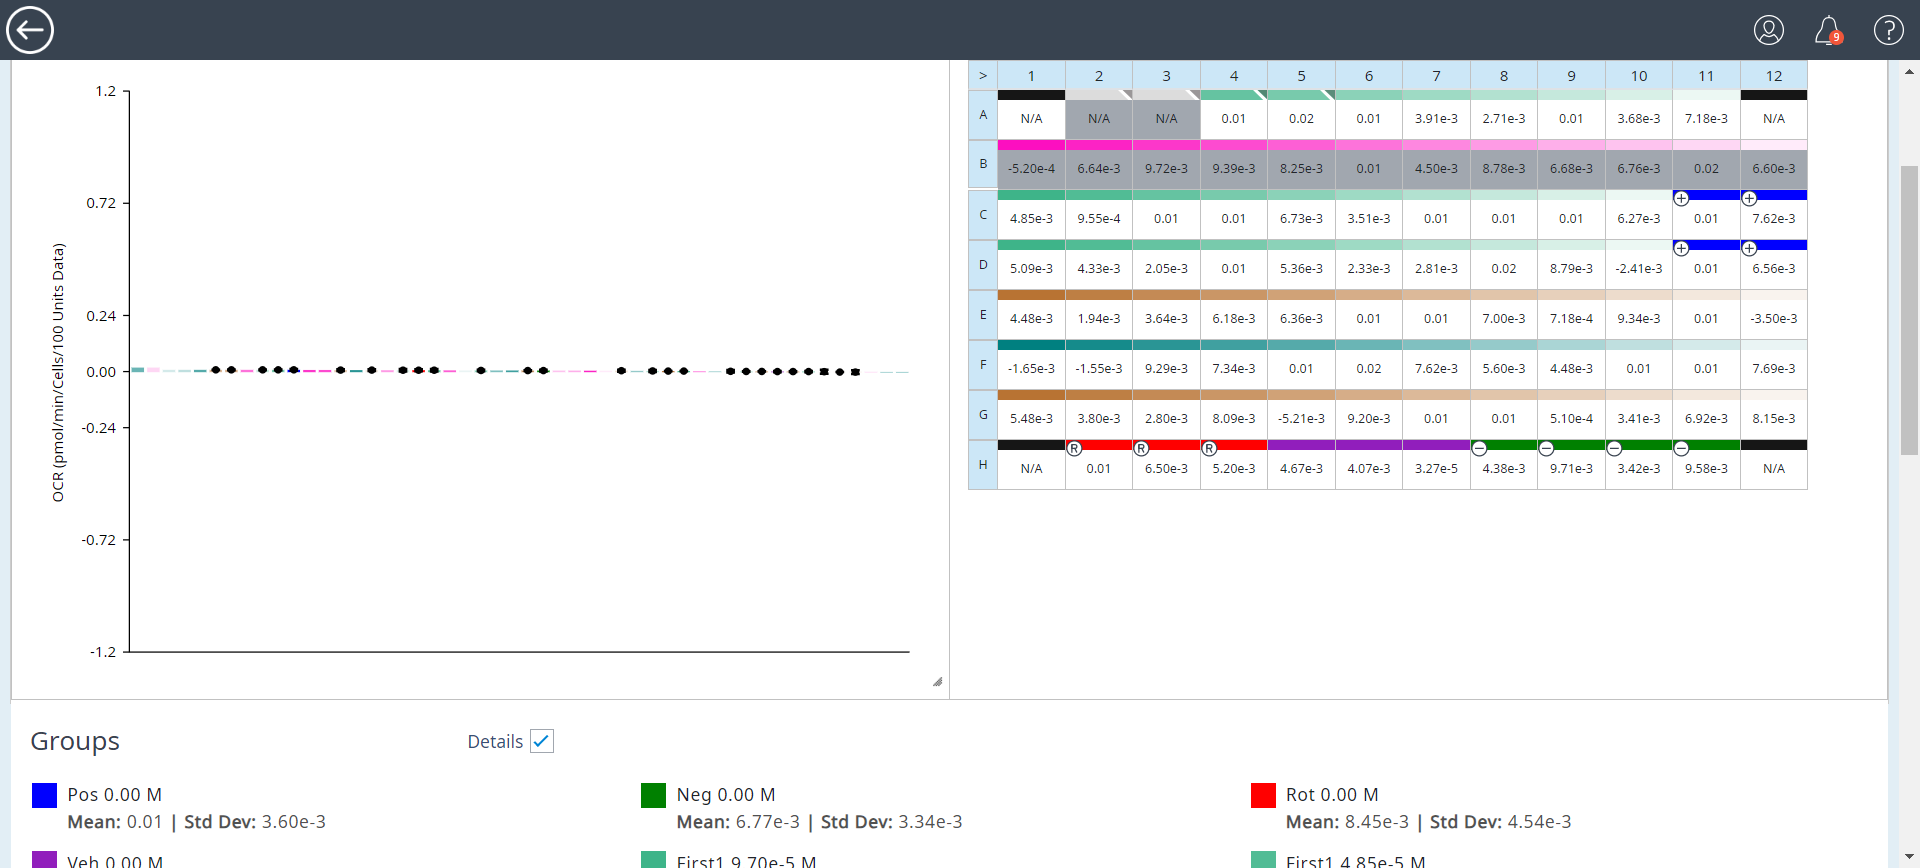 9 ?
1.2
0.72
0.24
0.00
-0.24
-0.72
-1.2
OCR (pmol/min/Cells/100 Units Data)
> 1 2 3 4 5 6 7 8 9 10 11 12
A N/A N/A N/A 0.01 0.02 0.01 3.91e-3 2.71e-3 0.01 3.68e-3 7.18e-3 N/A
B -5.20e-4 6.64e-3 9.72e-3 9.39e-3 8.25e-3 0.01 4.50e-3 8.78e-3 6.68e-3 6.76e-3 0.02 6.60e-3
C 4.85e-3 9.55e-4 0.01 0.01 6.73e-3 3.51e-3 0.01 0.01 0.01 6.27e-3 + 0.01 + 7.62e-3
D 5.09e-3 4.33e-3 2.05e-3 0.01 5.36e-3 2.33e-3 2.81e-3 0.02 8.79e-3 -2.41e-3 + 0.01 + 6.56e-3
E 4.48e-3 1.94e-3 3.64e-3 6.18e-3 6.36e-3 0.01 0.01 7.00e-3 7.18e-4 9.34e-3 0.01 -3.50e-3
F -1.65e-3 -1.55e-3 9.29e-3 7.34e-3 0.01 0.02 7.62e-3 5.60e-3 4.48e-3 0.01 0.01 7.69e-3
G 5.48e-3 3.80e-3 2.80e-3 8.09e-3 -5.21e-3 9.20e-3 0.01 0.01 5.10e-4 3.41e-3 6.92e-3 8.15e-3
H N/A R 0.01 R 6.50e-3 R 5.20e-3 4.67e-3 4.07e-3 3.27e-5 − 4.38e-3 − 9.71e-3 − 3.42e-3 − 9.58e-3 N/A
Groups Details
Pos 0.00 M
Mean: 0.01 | Std Dev: 3.60e-3
Neg 0.00 M
Mean: 6.77e-3 | Std Dev: 3.34e-3
Rot 0.00 M
Mean: 8.45e-3 | Std Dev: 4.54e-3
Veh 0.00 M
First1 9.70e-5 M
First1 4.85e-5 M